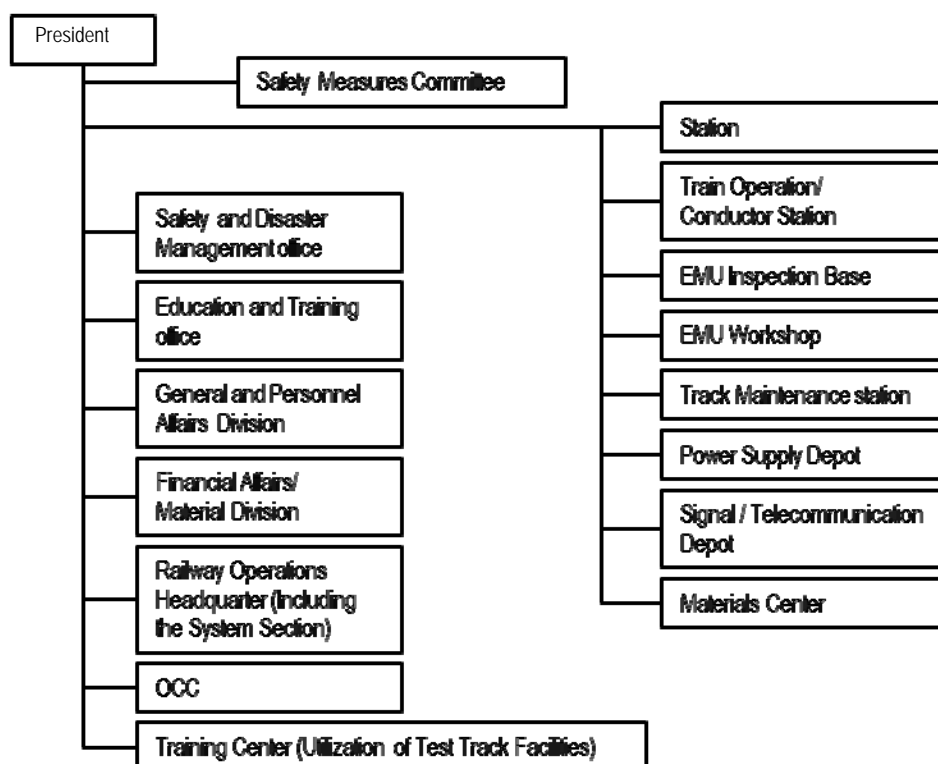 President
Safety Measures Committee
Station
Train Operation/
Conductor Station
EMU Inspection Base
EMU Workshop
Track Maintenance station
Power Supply Depot
Signal / Telecommunication
Depot
Materials Center
Safety and Disaster
Management office
Education and Training
office
General and Personnel
Affairs Division
Financial Affairs/
Material Division
Railway Operations
Headquarter (Including
the System Section)
OCC
Training Center (Utilization of Test Track Facilities)